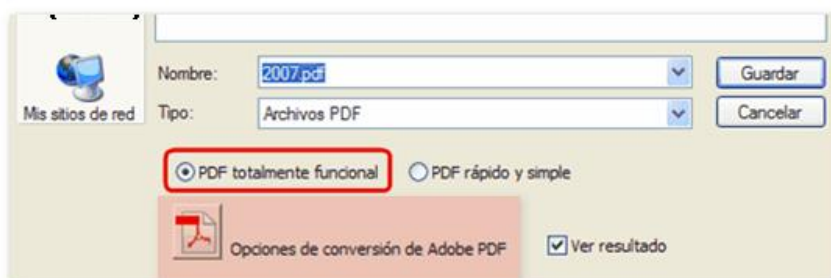 Nombre: 2007.pdf Guardar
Mis sitios de red Tipo: Archivos PDF Cancelar
PDF totalmente funcional PDF rápido y simple
Opciones de conversión de Adobe PDF Ver resultado